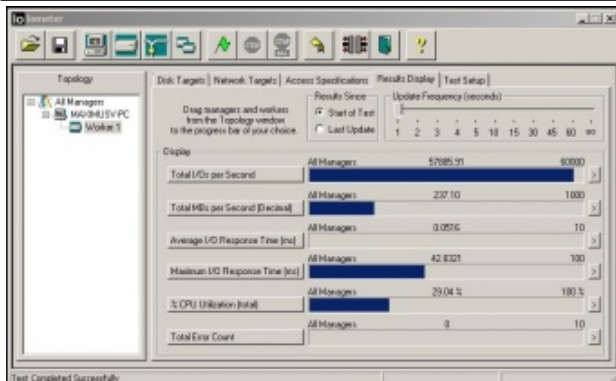 Iometer
Topology
All Managers
MAXIMUSV-PC
Worker 1
Disk Targets | Network Targets | Access Specifications | Results Display | Test Setup
Drag managers and workers
from the Topology window
to the progress bar of your choice.
Results Since
Start of Test
Last Update
Update Frequency (seconds)
1 2 3 4 5 10 15 30 45 60 ∞
Display
All Managers 57885.91 60000
Total I/Os per Second
All Managers 237.10 1000
Total MBs per Second (Decimal)
All Managers 0.0516 10
Average I/O Response Time (ms)
All Managers 42.8321 100
Maximum I/O Response Time (ms)
All Managers 29.04 % 100 %
% CPU Utilization (total)
All Managers 0 10
Total Error Count
Test Completed Successfully